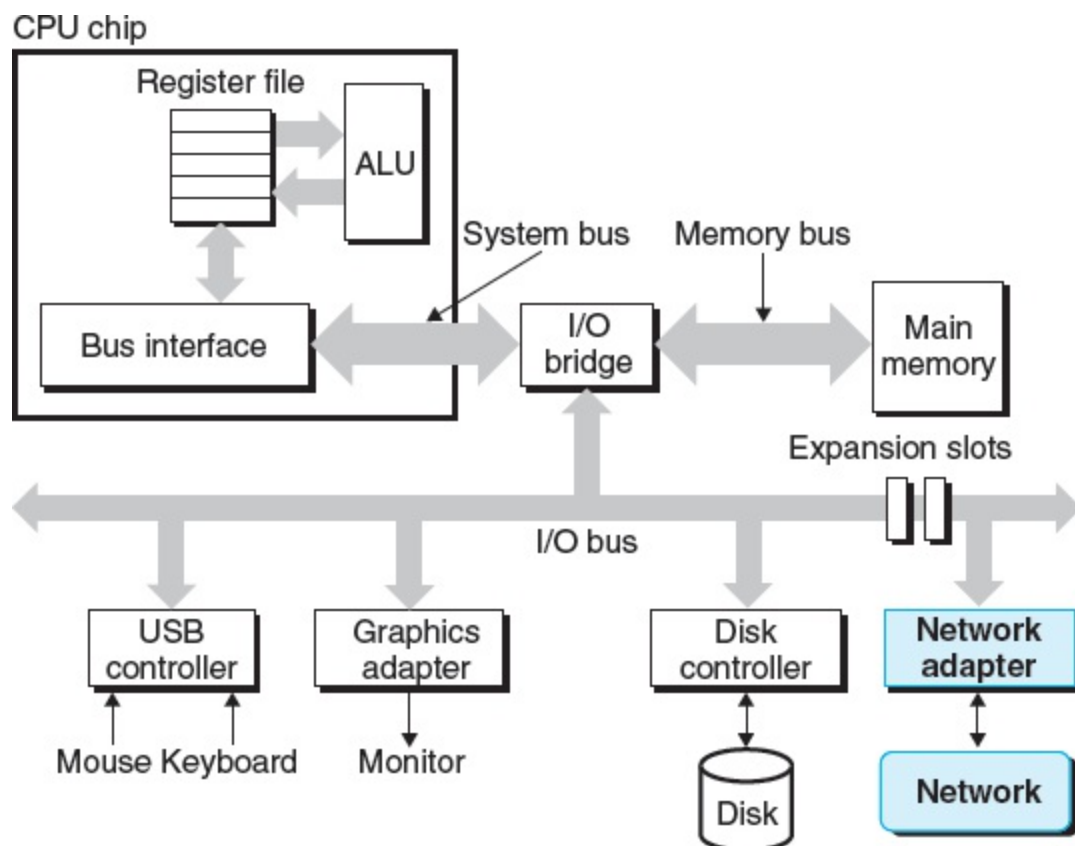 CPU chip
Register file
ALU
System bus
Memory bus
Bus interface
I/O
bridge
Main
memory
Expansion slots
I/O bus
USB
controller
Graphics
adapter
Disk
controller
Network
adapter
Mouse Keyboard
Monitor
Disk
Network